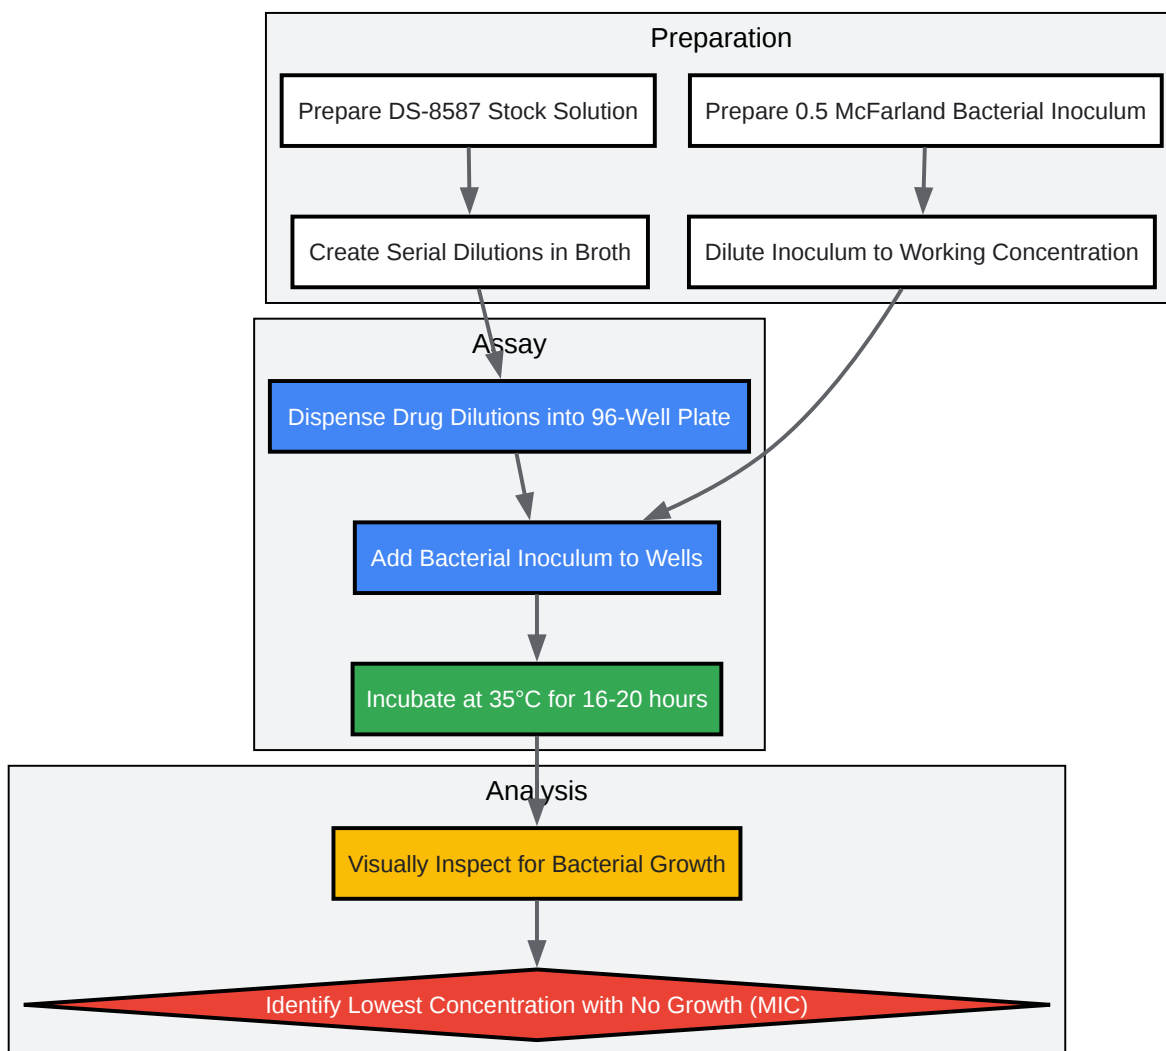 Preparation
Prepare DS-8587 Stock Solution
Prepare 0.5 McFarland Bacterial Inoculum
Create Serial Dilutions in Broth
Dilute Inoculum to Working Concentration
Assay
Dispense Drug Dilutions into 96-Well Plate
Add Bacterial Inoculum to Wells
Incubate at 35°C for 16-20 hours
Analysis
Visually Inspect for Bacterial Growth
Identify Lowest Concentration with No Growth (MIC)